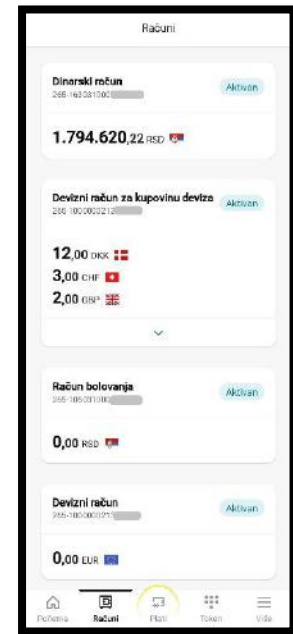 Računi
Dinarski račun
Aktivan
1.794.620,22 RSD
Devizni račun za kupovinu deviza
Aktivan
12,00 DKK
3,00 CHF
2,00 GBP
Račun bolovanja
Aktivan
0,00 RSD
Devizni račun
Aktivan
0,00 EUR
Početna Računi Plati Token Više